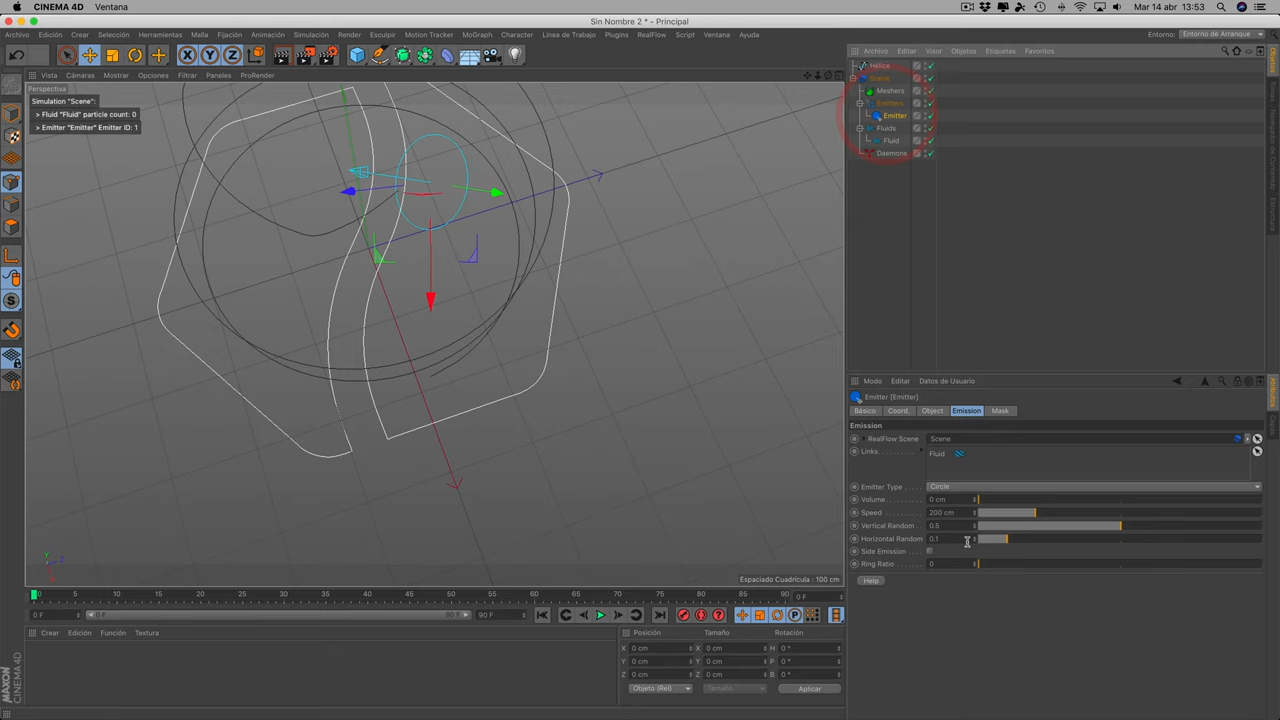 CINEMA 4D Ventana
Mar 14 abr 13:53
Sin Nombre 2 * - Principal
Archivo Crear Selección Herramientas Malla Fijación Animación Simulación Render Esculpir Motion Tracker MoGraph Carácter Línea de Trabajo Plugins RealFlow Script Ventana Ayuda
Entorno: Entorno de Arranque
Vista Cámaras Mostrar Opciones Filtrar Paneles ProRender
Archivo Editar Visor Objetos Etiquetas Favoritos
Perspectiva
Simulation "Scene":
> Fluid "Fluid" particle count: 0
> Emitter "Emitter" Emitter ID: 1
Hélice
Scene
Meshers
Emitters
Emitter
Fluids
Fluid
Daemons
Modo Editar Datos de Usuario
Emitter [Emitter]
Básico Coord. Object Emission Mask
Emission
RealFlow Scene Scene
Links Fluid
Emitter Type Circle
Volume 0 cm
Speed 200 cm
Vertical Random 0.5
Horizontal Random 0.1
Side Emission
Ring Ratio 0
Help
Espaciado Cuadrícula : 100 cm
0 5 10 15 20 25 30 35 40 45 50 55 60 65 70 75 80 85 90 0 F
0 F 0 F 90 F 90 F
Crear Edición Función Textura
Posición Tamaño Rotación
X 0 cm X 0 cm H 0 °
Y 0 cm Y 0 cm P 0 °
Z 0 cm Z 0 cm B 0 °
Objeto (Rel) Tamaño Aplicar
MAXON CINEMA 4D